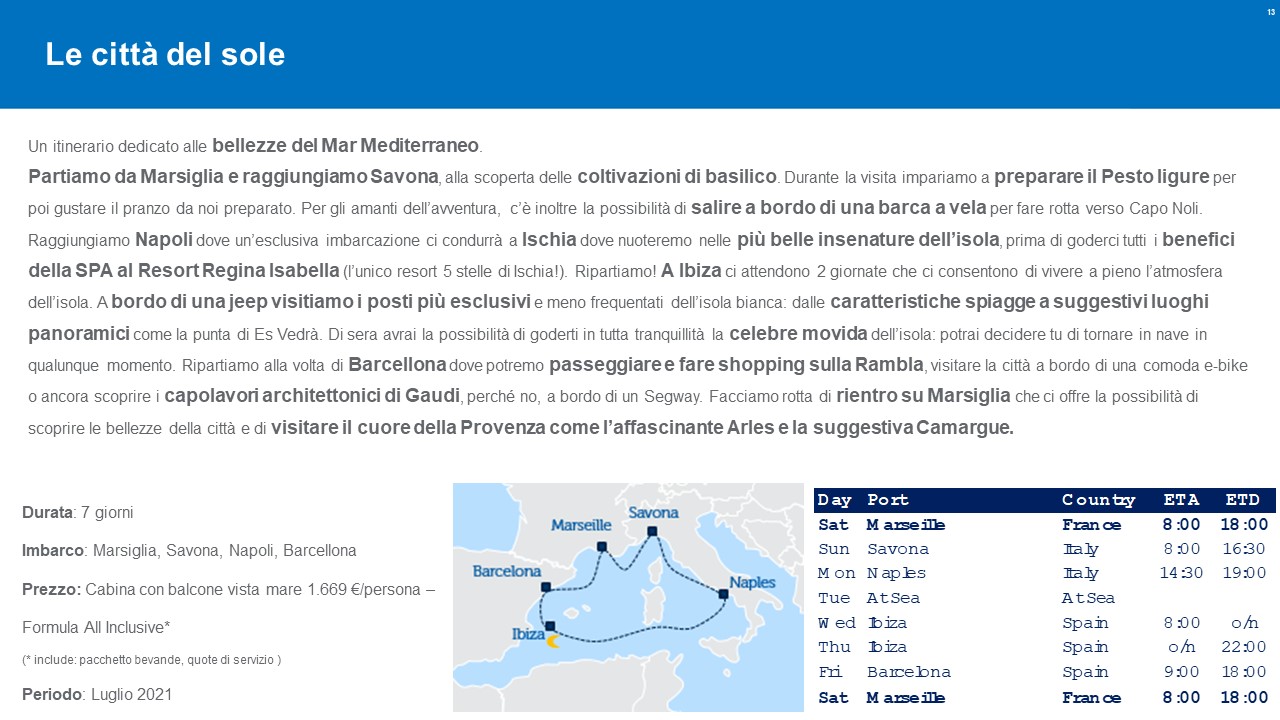 13
Le città del sole
Un itinerario dedicato alle bellezze del Mar Mediterraneo.
Partiamo da Marsiglia e raggiungiamo Savona, alla scoperta delle coltivazioni di basilico. Durante la visita impariamo a preparare il Pesto ligure per
poi gustare il pranzo da noi preparato. Per gli amanti dell'avventura, c'è inoltre la possibilità di salire a bordo di una barca a vela per fare rotta verso Capo Noli.
Raggiungiamo Napoli dove un'esclusiva imbarcazione ci condurrà a Ischia dove nuoteremo nelle più belle insenature dell'isola, prima di goderci tutti i benefici
della SPA al Resort Regina Isabella (l'unico resort 5 stelle di Ischia!). Ripartiamo! A Ibiza ci attendono 2 giornate che ci consentono di vivere a pieno l'atmosfera
dell'isola. A bordo di una jeep visitiamo i posti più esclusivi e meno frequentati dell'isola bianca: dalle caratteristiche spiagge a suggestivi luoghi
panoramici come la punta di Es Vedrà. Di sera avrai la possibilità di goderti in tutta tranquillità la celebre movida dell'isola: potrai decidere tu di tornare in nave in
qualunque momento. Ripartiamo alla volta di Barcellona dove potremo passeggiare e fare shopping sulla Rambla, visitare la città a bordo di una comoda e-bike
o ancora scoprire i capolavori architettonici di Gaudi, perché no, a bordo di un Segway. Facciamo rotta di rientro su Marsiglia che ci offre la possibilità di
scoprire le bellezze della città e di visitare il cuore della Provenza come l'affascinante Arles e la suggestiva Camargue.
Durata: 7 giorni
Imbarco: Marsiglia, Savona, Napoli, Barcellona
Prezzo: Cabina con balcone vista mare 1.669 €/persona –
Formula All Inclusive*
(* include: pacchetto bevande, quote di servizio )
Periodo: Luglio 2021
Savona
Marseille
Barcelona
Naples
Ibiza
Day Port Country ETA ETD
Sat Marseille France 8:00 18:00
Sun Savona Italy 8:00 16:30
Mon Naples Italy 14:30 19:00
Tue At Sea At Sea
Wed Ibiza Spain 8:00 o/n
Thu Ibiza Spain o/n 22:00
Fri Barcelona Spain 9:00 18:00
Sat Marseille France 8:00 18:00